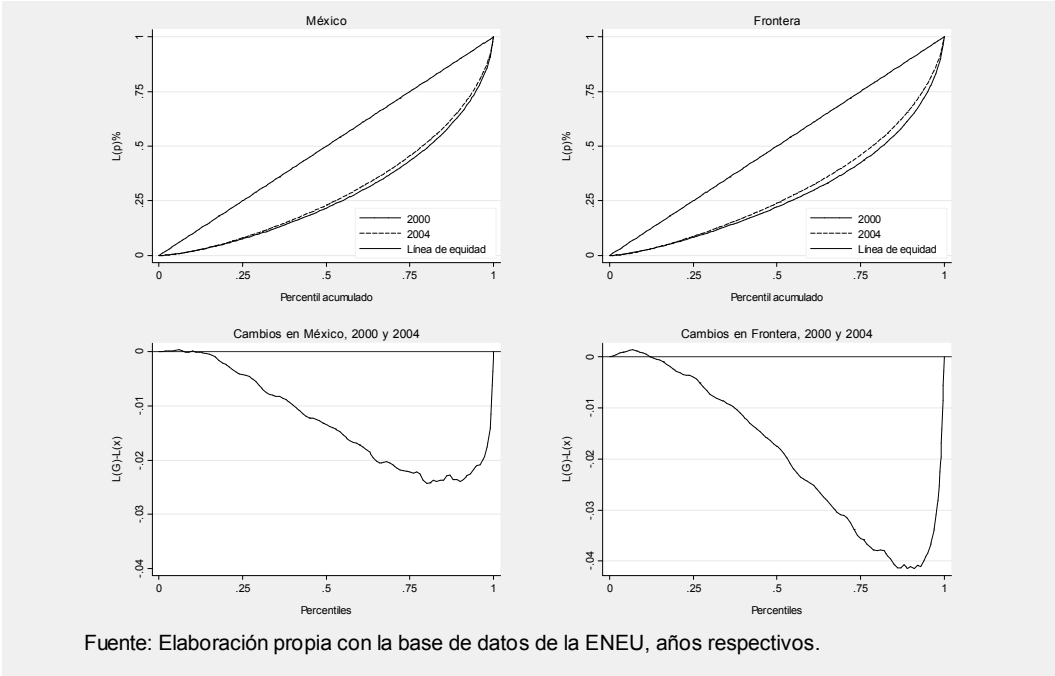 México
1
.75
.5
.25
0
L(p)%
2000
2004
Línea de equidad
0 .25 .5 .75 1
Percentil acumulado
Frontera
1
.75
.5
.25
0
L(p)%
2000
2004
Línea de equidad
0 .25 .5 .75 1
Percentil acumulado
Cambios en México, 2000 y 2004
0
-.01
-.02
-.03
-.04
L(G)-L(x)
0 .25 .5 .75 1
Percentiles
Cambios en Frontera, 2000 y 2004
0
-.01
-.02
-.03
-.04
L(G)-L(x)
0 .25 .5 .75 1
Percentiles
Fuente: Elaboración propia con la base de datos de la ENEU, años respectivos.